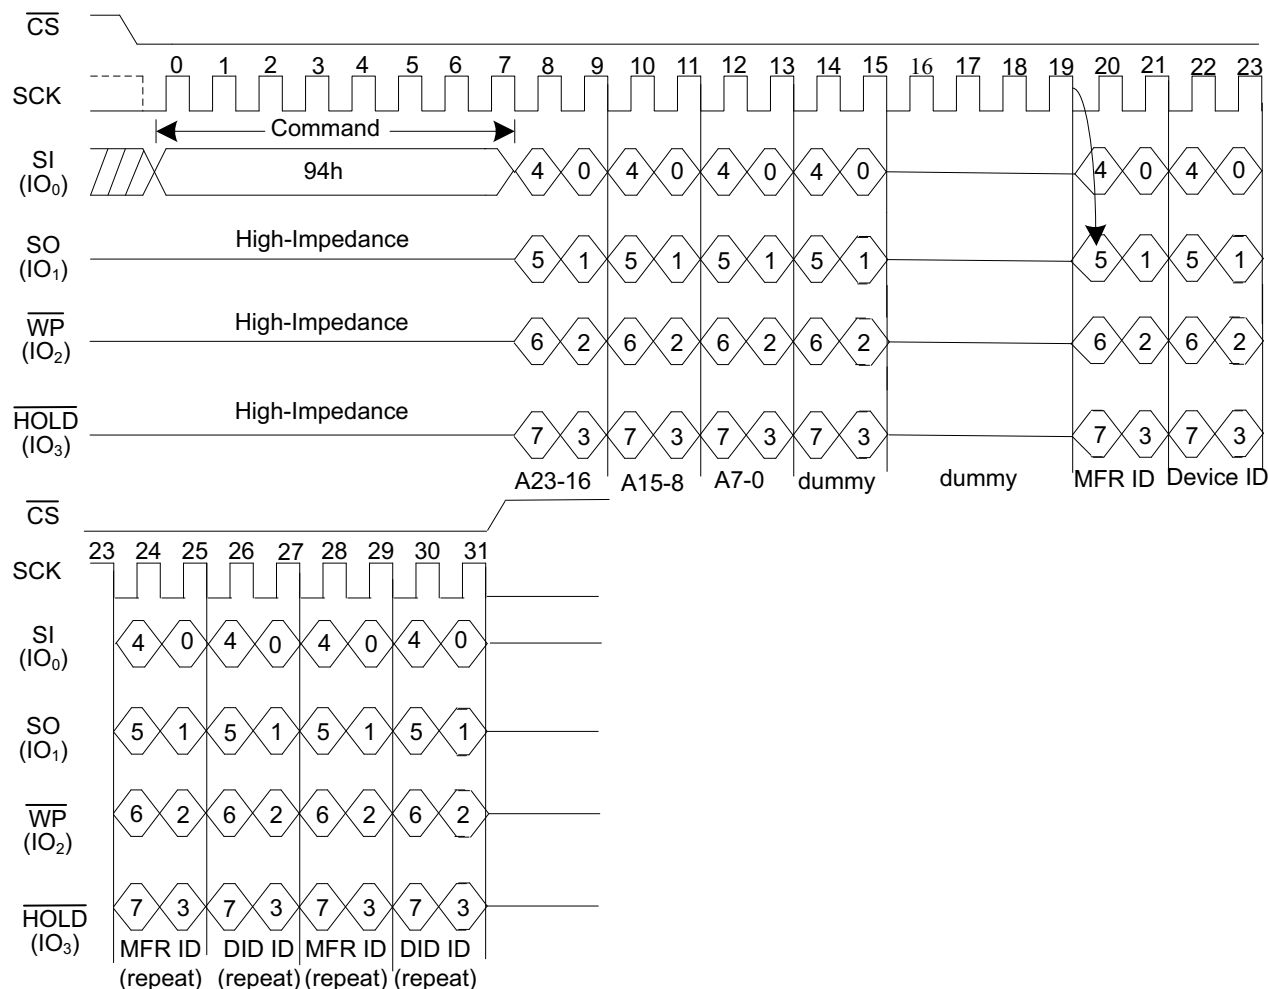 CS
0 1 2 3 4 5 6 7 8 9 10 11 12 13 14 15 16 17 18 19 20 21 22 23
SCK
Command
SI
(IO₀)
94h
4 0 4 0 4 0 4 0 4 0 4 0
SO
(IO₁)
High-Impedance
5 1 5 1 5 1 5 1 5 1 5 1
WP
(IO₂)
High-Impedance
6 2 6 2 6 2 6 2 6 2 6 2
HOLD
(IO₃)
High-Impedance
7 3 7 3 7 3 7 3 7 3 7 3
A23-16 A15-8 A7-0 dummy dummy MFR ID Device ID
CS
23 24 25 26 27 28 29 30 31
SCK
SI
(IO₀)
4 0 4 0 4 0 4 0
SO
(IO₁)
5 1 5 1 5 1 5 1
WP
(IO₂)
6 2 6 2 6 2 6 2
HOLD
(IO₃)
7 3 7 3 7 3 7 3
MFR ID DID ID MFR ID DID ID
(repeat) (repeat) (repeat) (repeat)